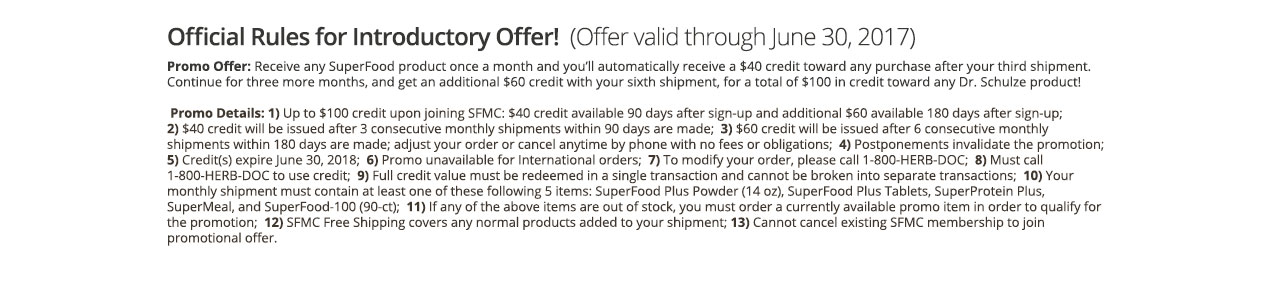 Official Rules for Introductory Offer! (Offer valid through June 30, 2017)
Promo Offer: Receive any SuperFood product once a month and you’ll automatically receive a $40 credit toward any purchase after your third shipment.
Continue for three more months, and get an additional $60 credit with your sixth shipment, for a total of $100 in credit toward any Dr. Schulze product!
Promo Details: 1) Up to $100 credit upon joining SFMC: $40 credit available 90 days after sign-up and additional $60 available 180 days after sign-up;
2) $40 credit will be issued after 3 consecutive monthly shipments within 90 days are made; 3) $60 credit will be issued after 6 consecutive monthly
shipments within 180 days are made; adjust your order or cancel anytime by phone with no fees or obligations; 4) Postponements invalidate the promotion;
5) Credit(s) expire June 30, 2018; 6) Promo unavailable for International orders; 7) To modify your order, please call 1-800-HERB-DOC; 8) Must call
1-800-HERB-DOC to use credit; 9) Full credit value must be redeemed in a single transaction and cannot be broken into separate transactions; 10) Your
monthly shipment must contain at least one of these following 5 items: SuperFood Plus Powder (14 oz), SuperFood Plus Tablets, SuperProtein Plus,
SuperMeal, and SuperFood-100 (90-ct); 11) If any of the above items are out of stock, you must order a currently available promo item in order to qualify for
the promotion; 12) SFMC Free Shipping covers any normal products added to your shipment; 13) Cannot cancel existing SFMC membership to join
promotional offer.